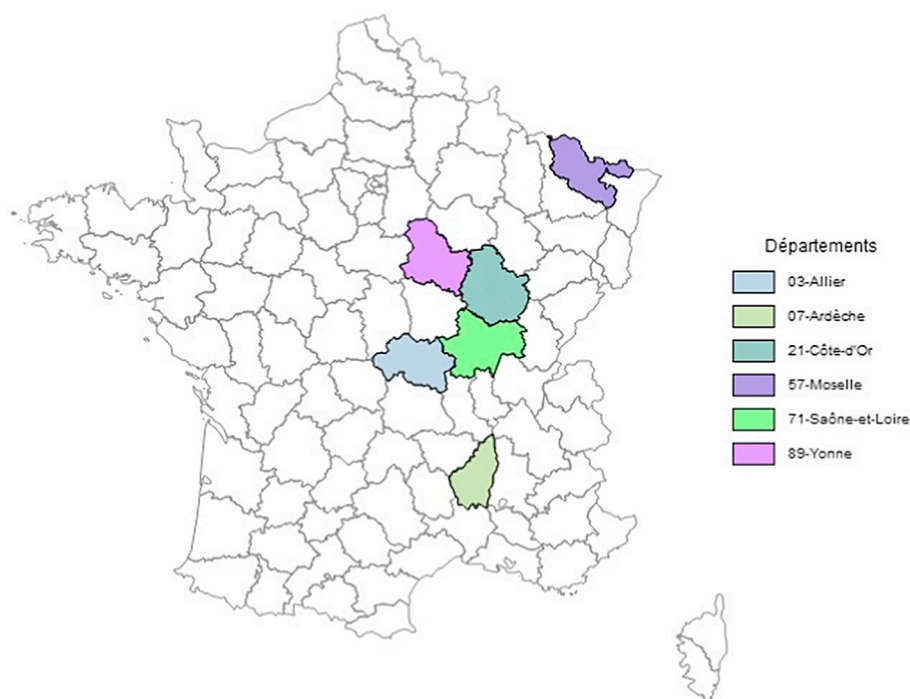 Départements
03-Allier
07-Ardèche
21-Côte-d'Or
57-Moselle
71-Saône-et-Loire
89-Yonne